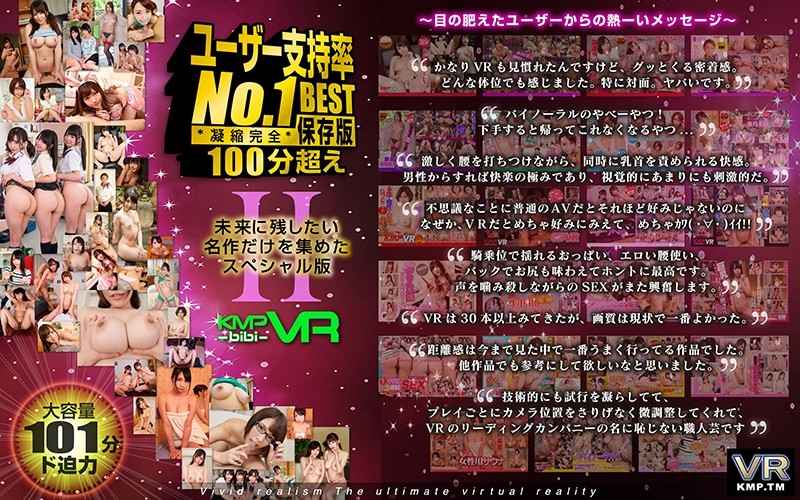 ユーザー支持率
No.1 BEST
*凝縮完全* 保存版
100分超え
II
未来に残したい
名作だけを集めた
スペシャル版
KMP VR
-bibi-
大容量
101分
ド迫力
～目の肥えたユーザーからの熱ーいメッセージ～
❝かなりVRも見慣れたんですけど、グッとくる密着感。
どんな体位でも感じました。特に対面。ヤバいです。❞
❝バイノーラルのやべーやつ！
下手すると帰ってこれなくなるやつ…❞
❝激しく腰を打ちつけながら、同時に乳首を責められる快感。
男性からすれば快楽の極みであり、視覚的にあまりにも刺激的だ。❞
❝不思議なことに普通のAVだとそれほど好みじゃないのに
なぜか、VRだとめちゃ好みにみえて、めちゃｶﾜ(・∀・)ｲｲ!!❞
❝騎乗位で揺れるおっぱい、エロい腰使い、
バックでお尻も味わえてホントに最高です。
声を噛み殺しながらのSEXがまた興奮します。❞
❝VRは30本以上みてきたが、画質は現状で一番よかった。❞
❝距離感は今まで見た中で一番うまく行ってる作品でした。
他作品でも参考にして欲しいなと思いました。❞
❝技術的にも試行を凝らしてて、
プレイごとにカメラ位置をさりげなく微調整してくれて、
VRのリーディングカンパニーの名に恥じない職人芸です❞
SEX
女性用サウナ
Vivid realism The ultimate virtual reality
VR
KMP.TM